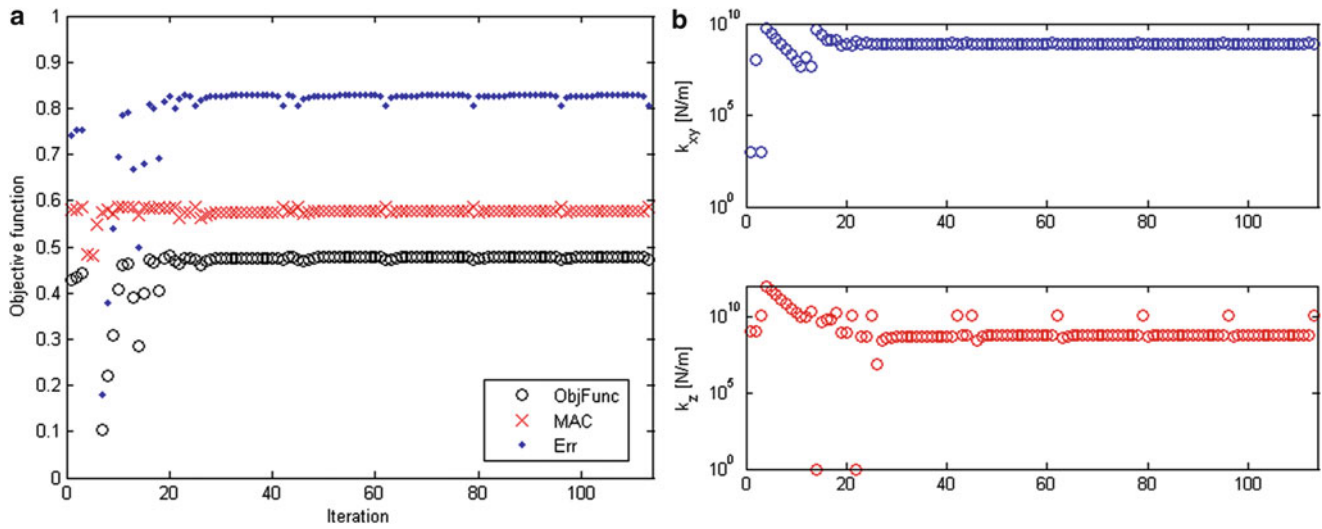 a
1
0.9
0.8
0.7
0.6
0.5
0.4
0.3
0.2
0.1
0
Objective function
0 20 40 60 80 100
Iteration
ObjFunc
MAC
Err
b
10^10
10^5
10^0
k_xy [N/m]
0 20 40 60 80 100
10^10
10^5
10^0
k_z [N/m]
0 20 40 60 80 100